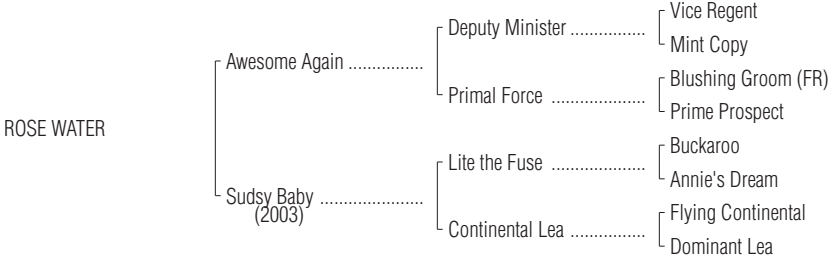 Vice Regent
Deputy Minister ................
Mint Copy
Awesome Again ................
Blushing Groom (FR)
Primal Force ....................
Prime Prospect
ROSE WATER
Buckaroo
Lite the Fuse ....................
Annie's Dream
Sudsy Baby ......................
(2003)
Flying Continental
Continental Lea ................
Dominant Lea